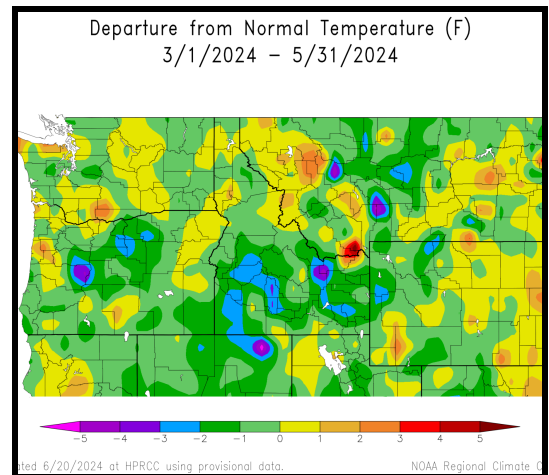 Departure from Normal Temperature (F)
3/1/2024 – 5/31/2024
-5 -4 -3 -2 -1 0 1 2 3 4 5
6/20/2024 at HPRCC using provisional data.
NOAA Regional Climate